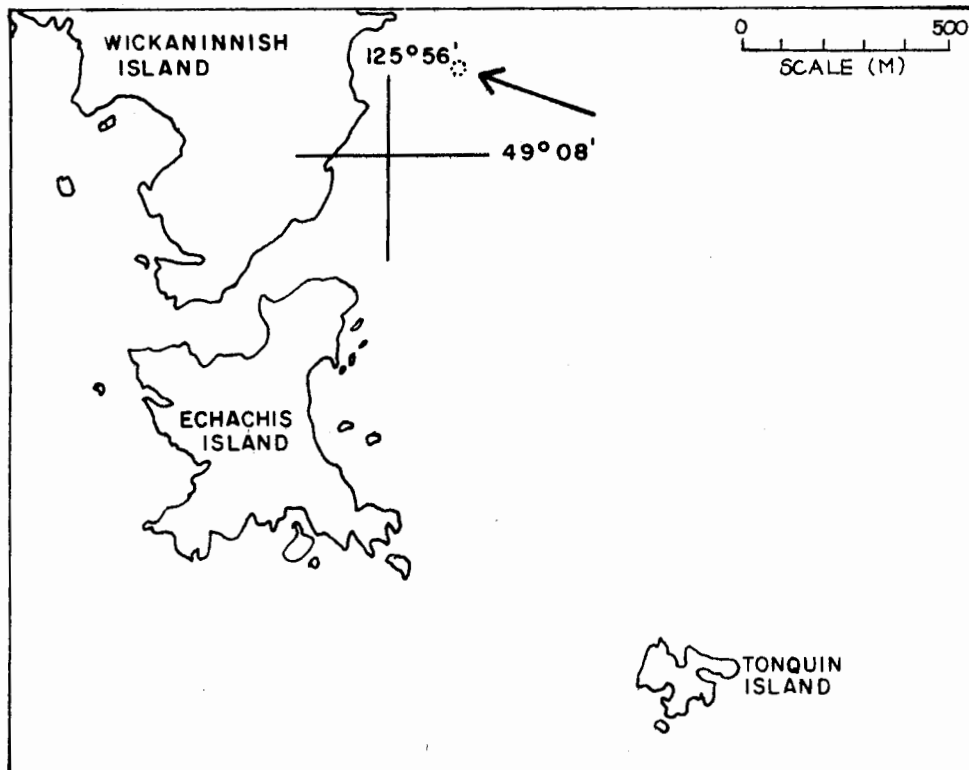 WICKANINNISH
ISLAND
125° 56'
0 500
SCALE (M)
49° 08'
ECHACHIS
ISLAND
TONQUIN
ISLAND